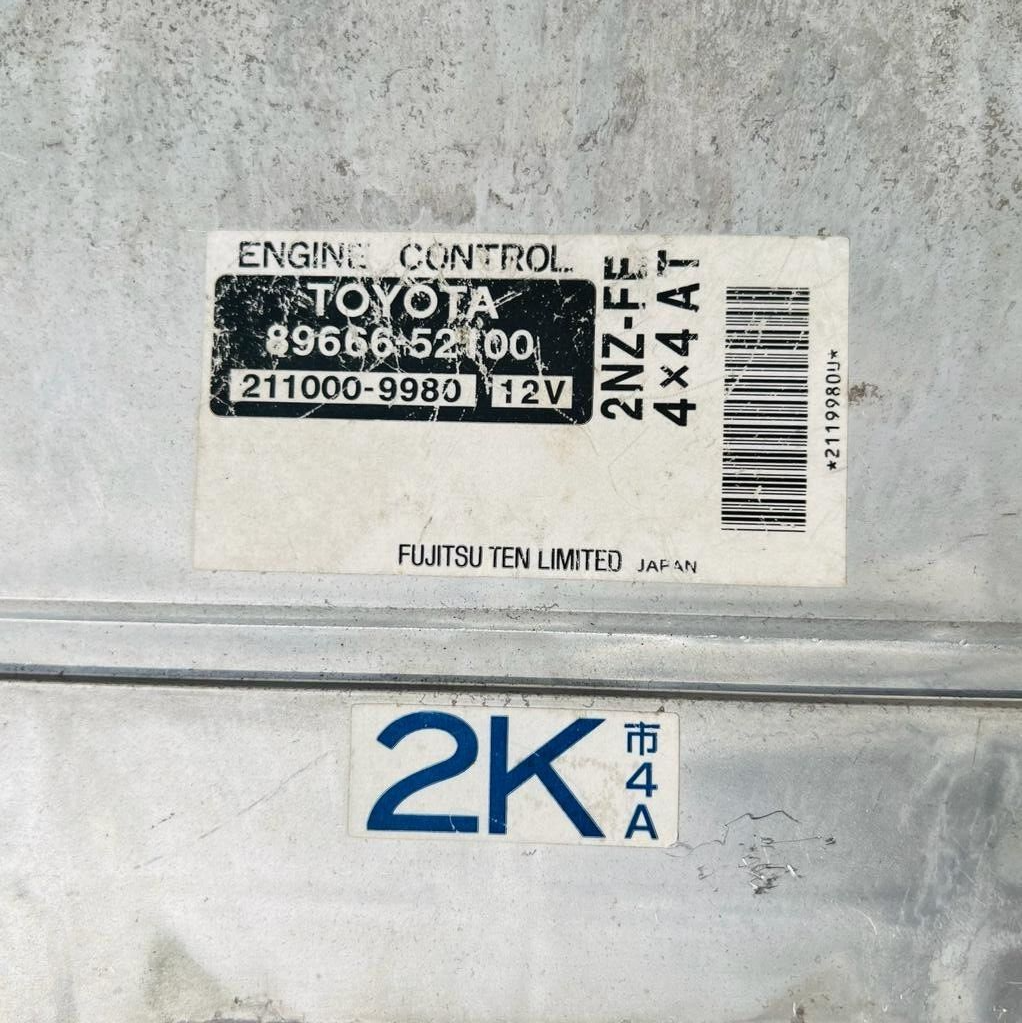 ENGINE CONTROL
TOYOTA
89666-52100
211000-9980 12V
2NZ-FE
4×4 AT
*2119980U*
FUJITSU TEN LIMITED JAPAN
2K
市
4
A